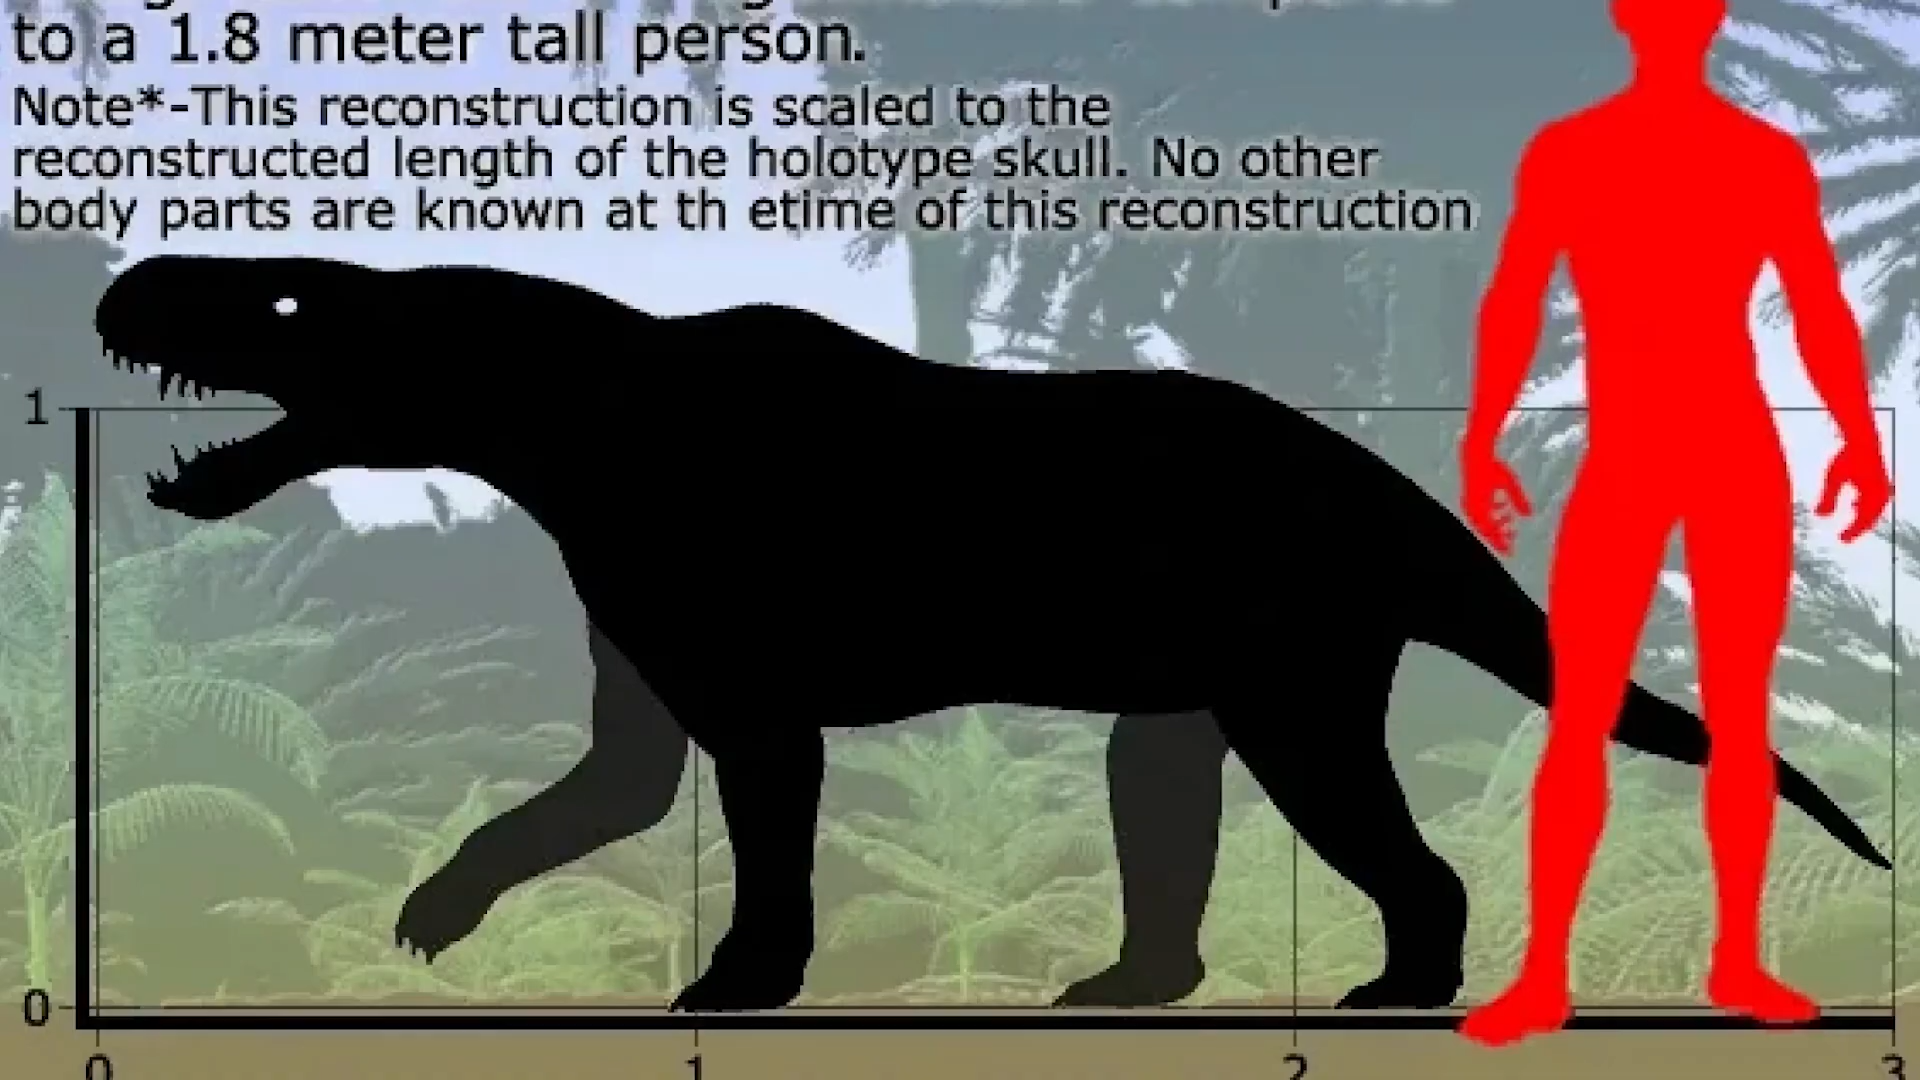 to a 1.8 meter tall person.
Note*-This reconstruction is scaled to the
reconstructed length of the holotype skull. No other
body parts are known at th etime of this reconstruction
1
0
0 1 2 3